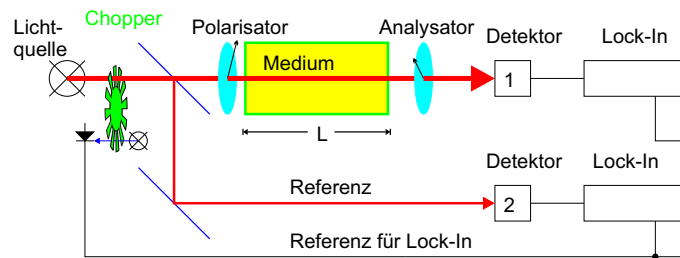 Chopper
Licht-
quelle
Polarisator
Analysator
Medium
L
Detektor
Lock-In
1
Detektor
Lock-In
2
Referenz
Referenz für Lock-In